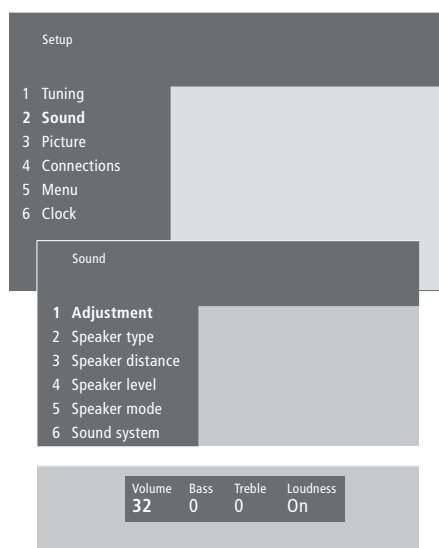 Setup
1 Tuning
2 Sound
3 Picture
4 Connections
5 Menu
6 Clock
Sound
1 Adjustment
2 Speaker type
3 Speaker distance
4 Speaker level
5 Speaker mode
6 Sound system
Volume Bass Treble Loudness
32 0 0 On